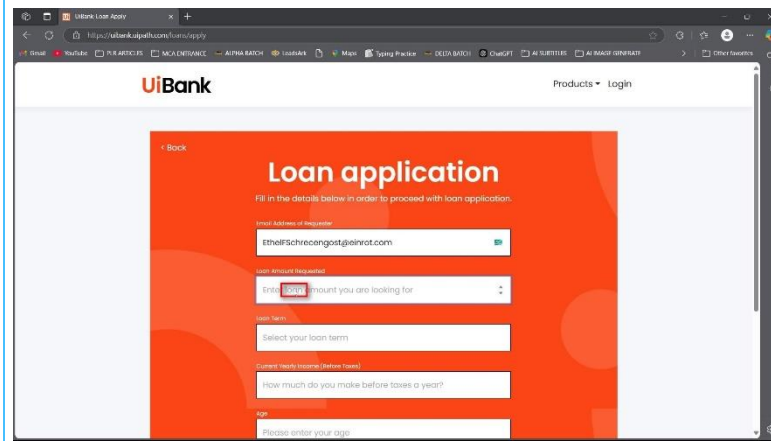 UiBank Loan Apply
https://uibank.uipath.com/loans/apply
Gmail YouTube PLR ARTICLES MCA ENTRANCE ALPHA BATCH LeadsArk Maps Typing Practice DELTA BATCH ChatGPT AI SUBTITLES AI IMAGE GENERATE Other favorites
UiBank Products Login
< Back
Loan application
Fill in the details below in order to proceed with loan application.
Email Address of Requester
EthelFSchrecengost@einrot.com
Loan Amount Requested
Enter loan amount you are looking for
Loan Term
Select your loan term
Current Yearly Income (Before Taxes)
How much do you make before taxes a year?
Age
Please enter your age